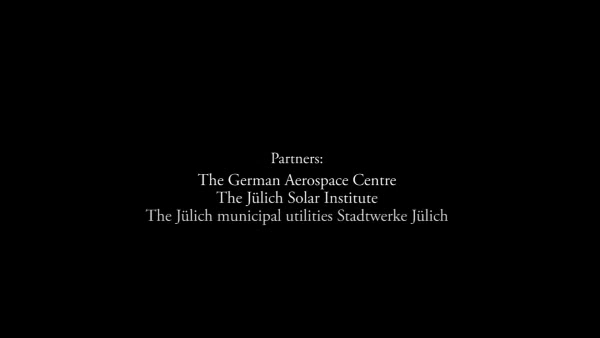 Partners:
The German Aerospace Centre
The Jülich Solar Institute
The Jülich municipal utilities Stadtwerke Jülich